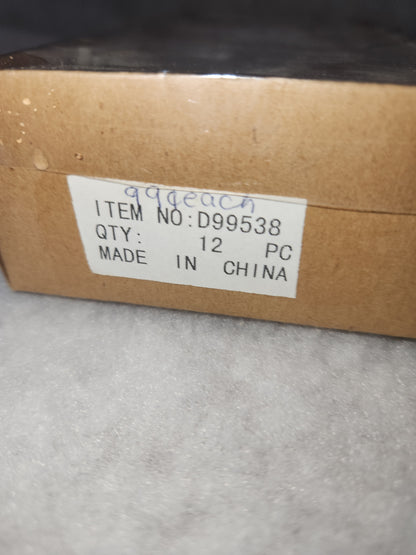 99¢each
ITEM NO:D99538
QTY: 12 PC
MADE IN CHINA